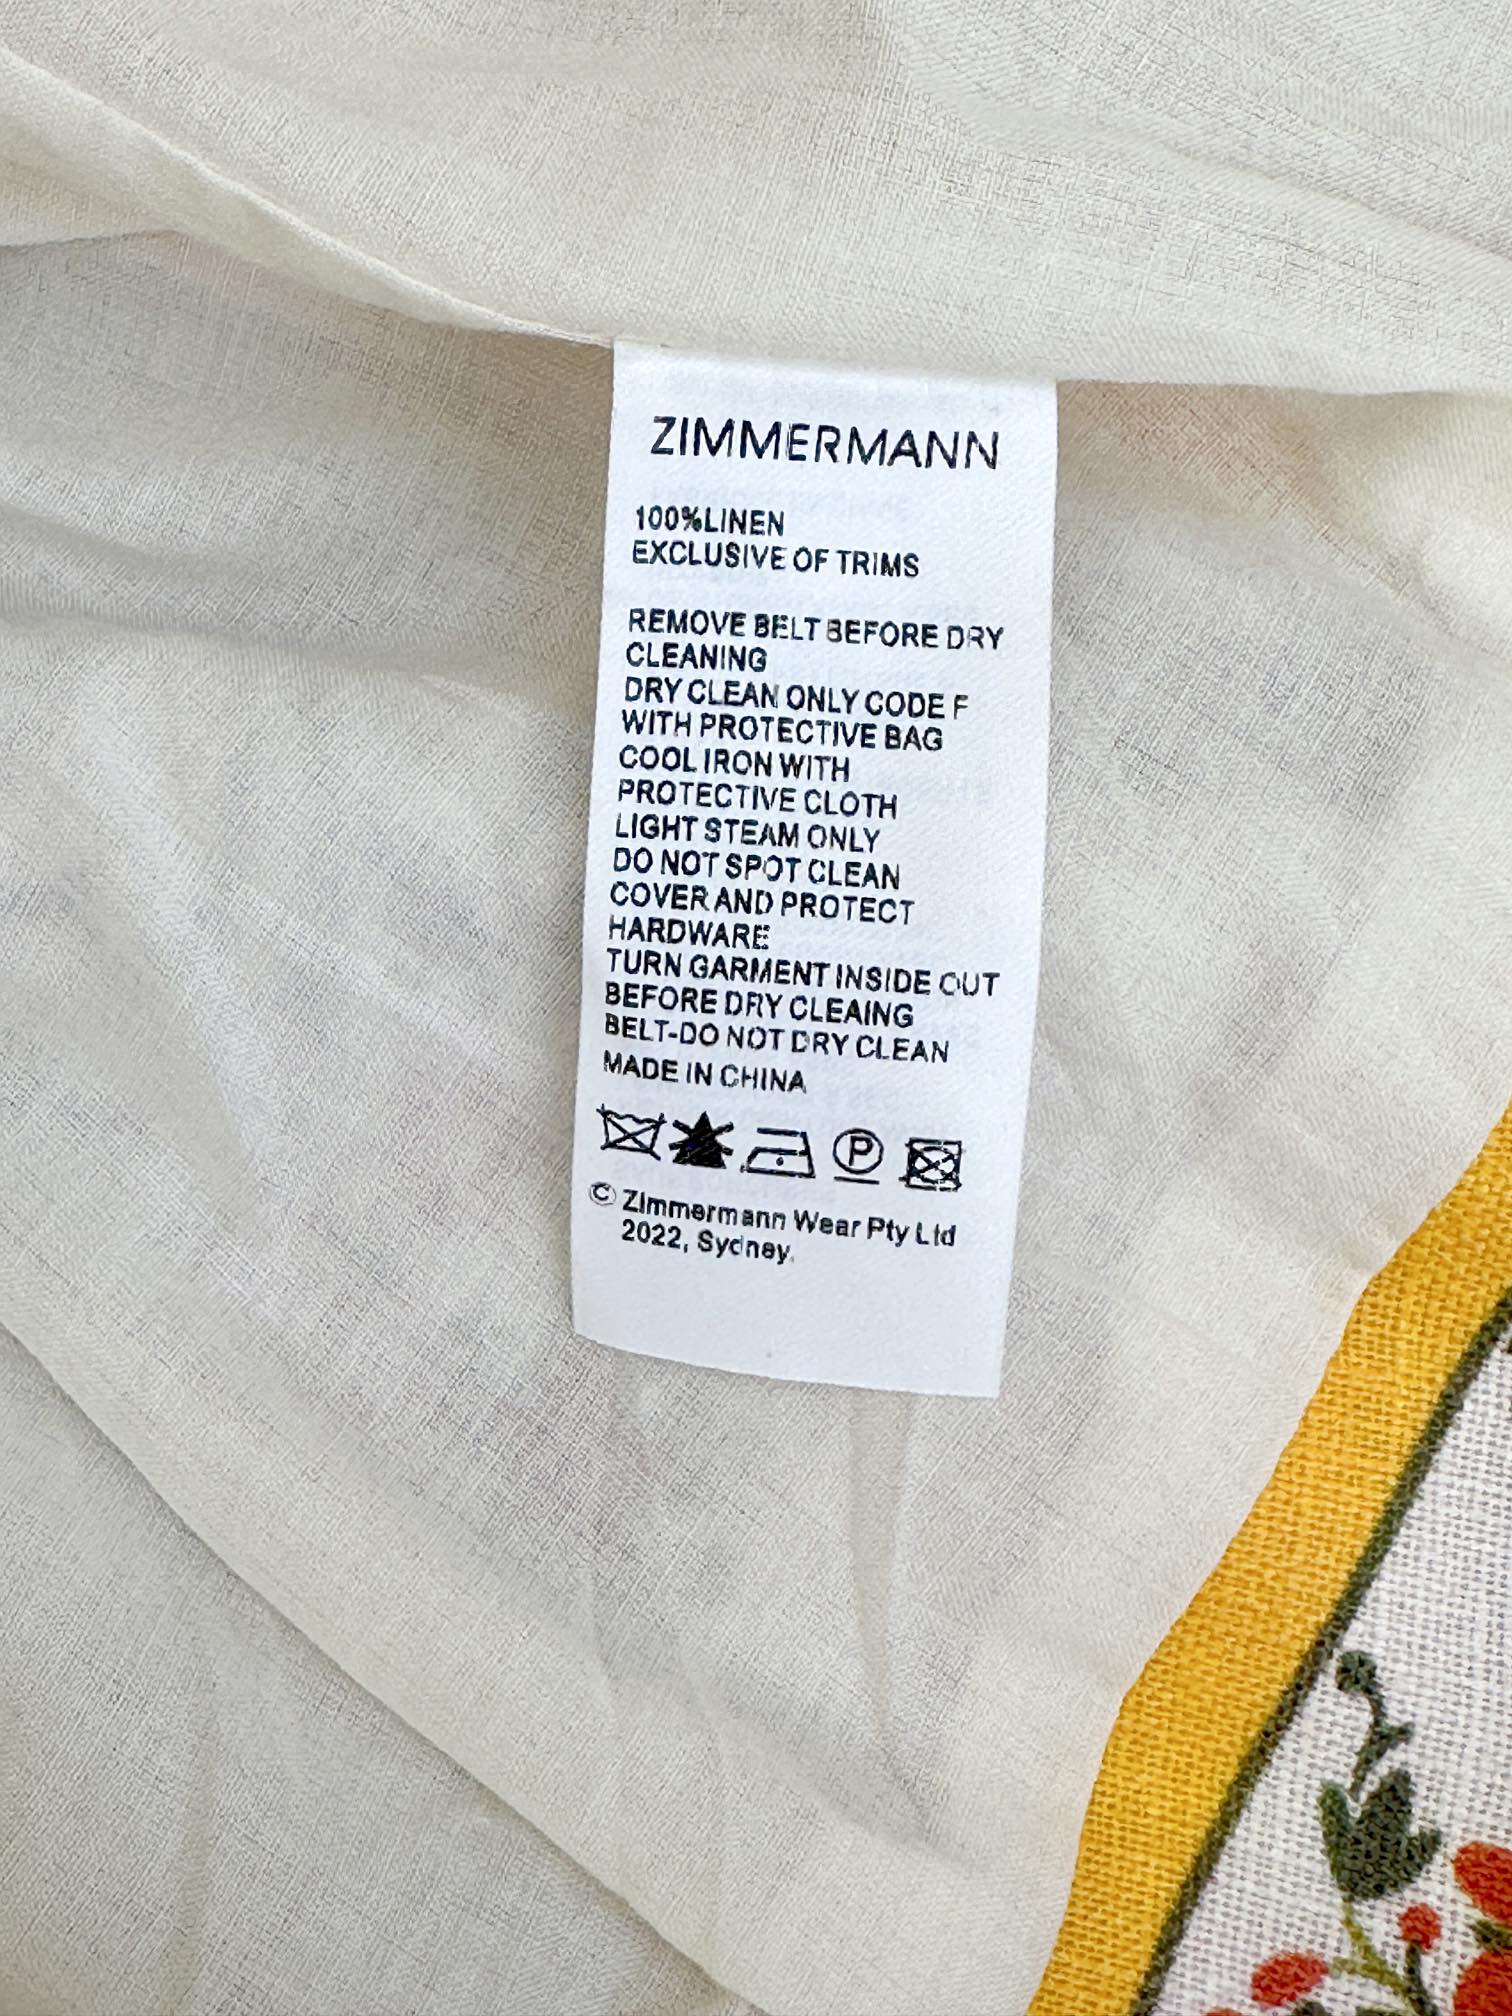 ZIMMERMANN
100%LINEN
EXCLUSIVE OF TRIMS
REMOVE BELT BEFORE DRY
CLEANING
DRY CLEAN ONLY CODE F
WITH PROTECTIVE BAG
COOL IRON WITH
PROTECTIVE CLOTH
LIGHT STEAM ONLY
DO NOT SPOT CLEAN
COVER AND PROTECT
HARDWARE
TURN GARMENT INSIDE OUT
BEFORE DRY CLEAING
BELT-DO NOT DRY CLEAN
MADE IN CHINA
P
© Zimmermann Wear Pty Ltd
2022, Sydney.